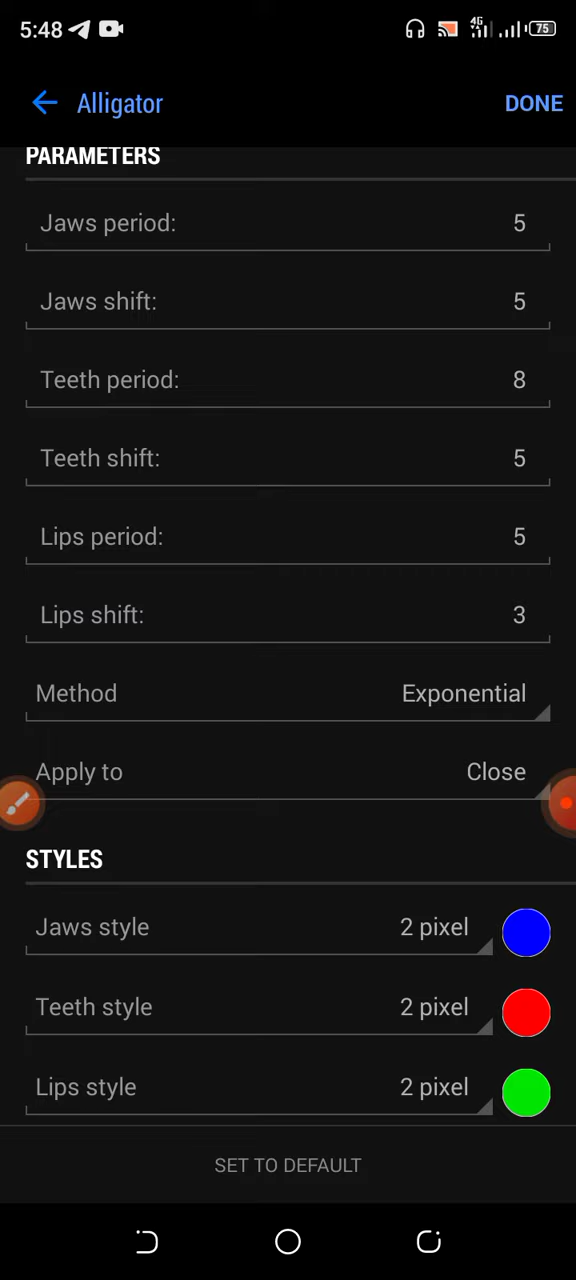 5:48 4G 75
Alligator DONE
PARAMETERS
Jaws period: 5
Jaws shift: 5
Teeth period: 8
Teeth shift: 5
Lips period: 5
Lips shift: 3
Method Exponential
Apply to Close
STYLES
Jaws style 2 pixel
Teeth style 2 pixel
Lips style 2 pixel
SET TO DEFAULT